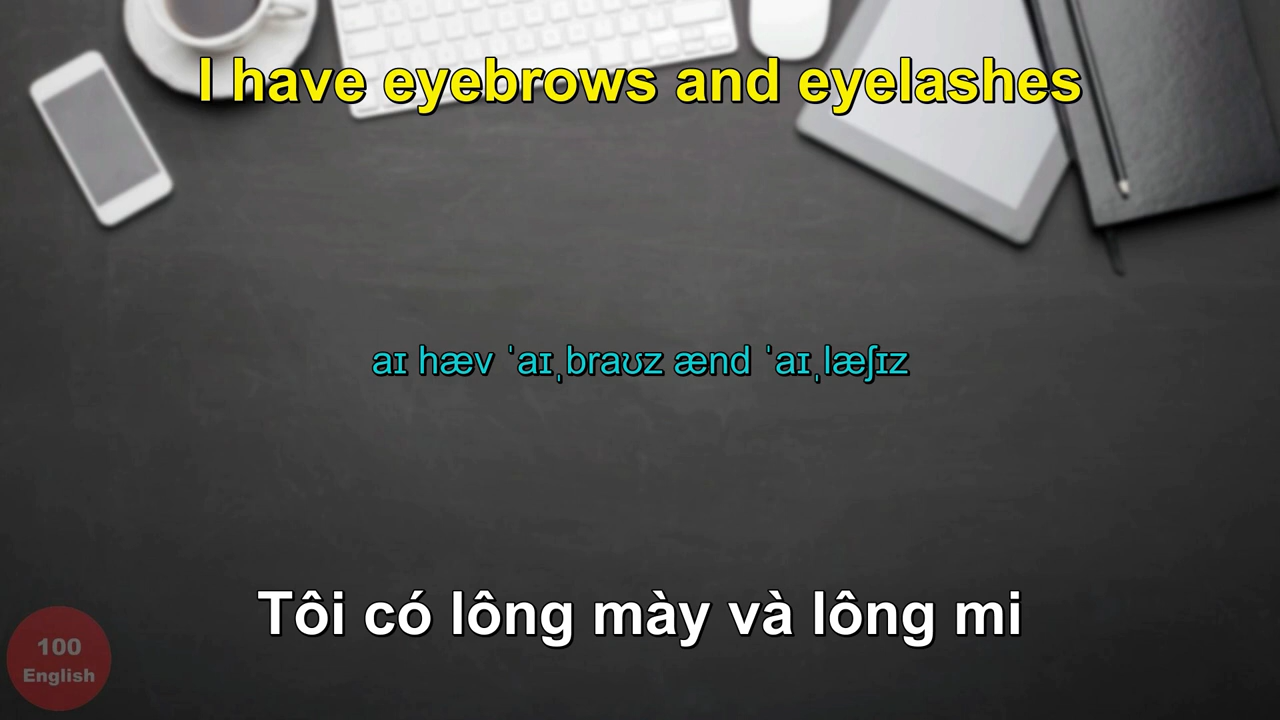 I have eyebrows and eyelashes
aɪ hæv ˈaɪˌbraʊz ænd ˈaɪˌlæʃɪz
Tôi có lông mày và lông mi
100
English